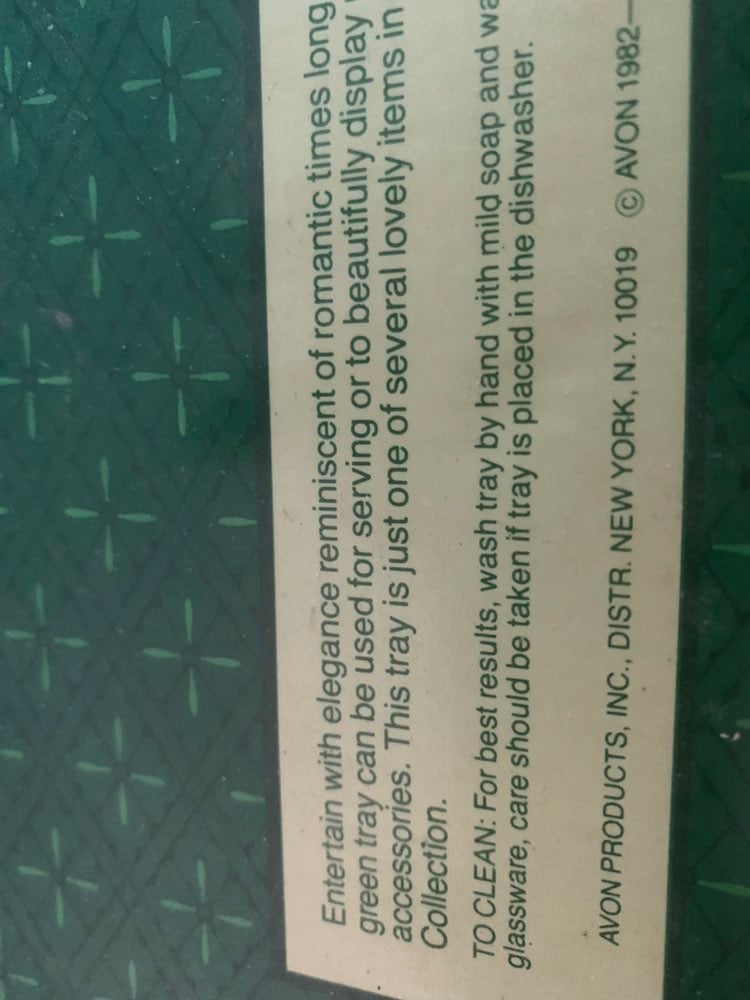 Entertain with elegance reminiscent of romantic times long
green tray can be used for serving or to beautifully display
accessories. This tray is just one of several lovely items in
Collection.
TO CLEAN: For best results, wash tray by hand with mild soap and wa
glassware, care should be taken if tray is placed in the dishwasher.
AVON PRODUCTS, INC., DISTR. NEW YORK, N.Y. 10019 © AVON 1982—